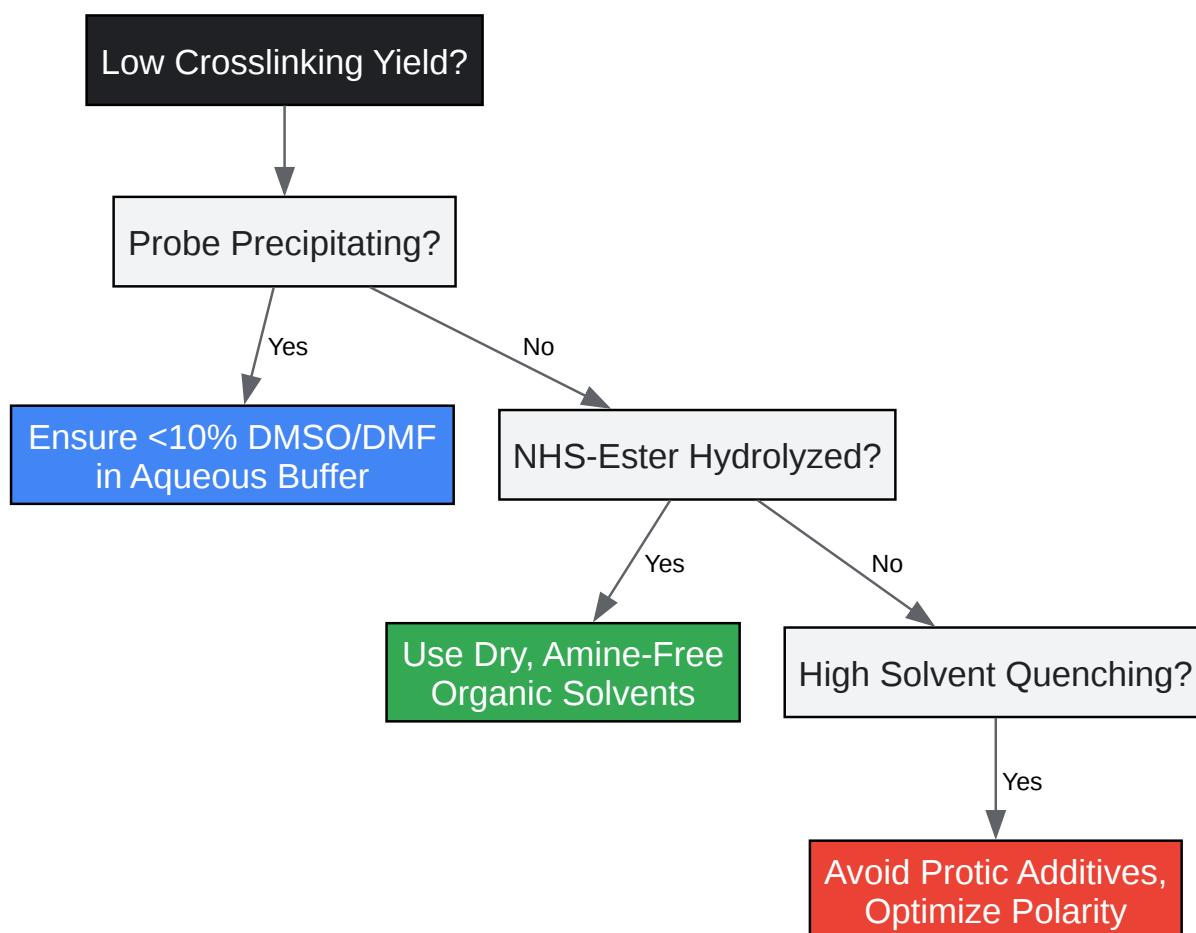 Low Crosslinking Yield?
Probe Precipitating?
Yes
No
Ensure <10% DMSO/DMF
in Aqueous Buffer
NHS-Ester Hydrolyzed?
Yes
No
Use Dry, Amine-Free
Organic Solvents
High Solvent Quenching?
Yes
Avoid Protic Additives,
Optimize Polarity